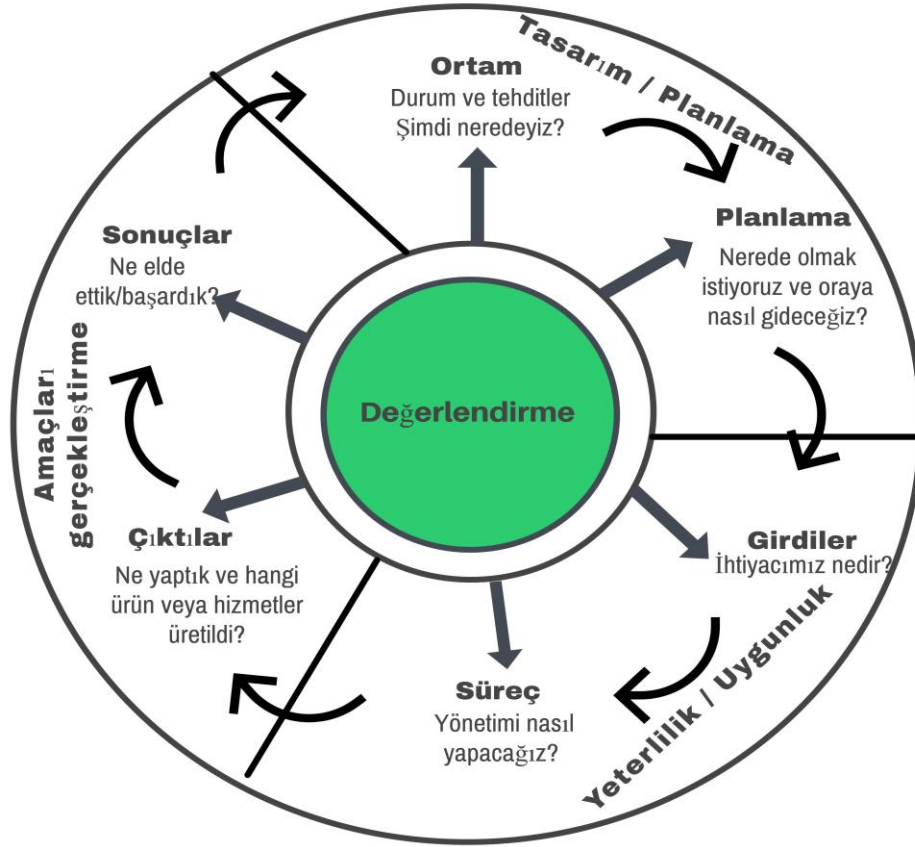 Tasarım / Planlama
Ortam
Durum ve tehditler
Şimdi neredeyiz?
Planlama
Nerede olmak
istiyoruz ve oraya
nasıl gideceğiz?
Yeterlilik / Uygunluk
Girdiler
İhtiyacımız nedir?
Süreç
Yönetimi nasıl
yapacağız?
Amaçları
gerçekleştirme
Çıktılar
Ne yaptık ve hangi
ürün veya hizmetler
üretildi?
Sonuçlar
Ne elde
ettik/başardık?
Değerlendirme